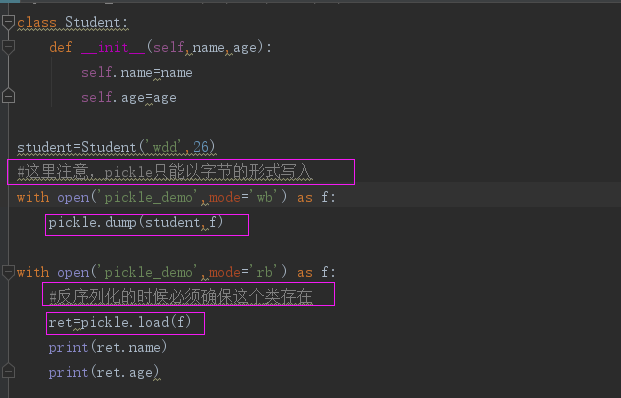 class Student:
def __init__(self,name,age):
self.name=name
self.age=age
student=Student('wdd',26)
#这里注意, pickle只能以字节的形式写入
with open('pickle_demo',mode='wb') as f:
pickle.dump(student,f)
with open('pickle_demo',mode='rb') as f:
#反序列化的时候必须确保这个类存在
ret=pickle.load(f)
print(ret.name)
print(ret.age)